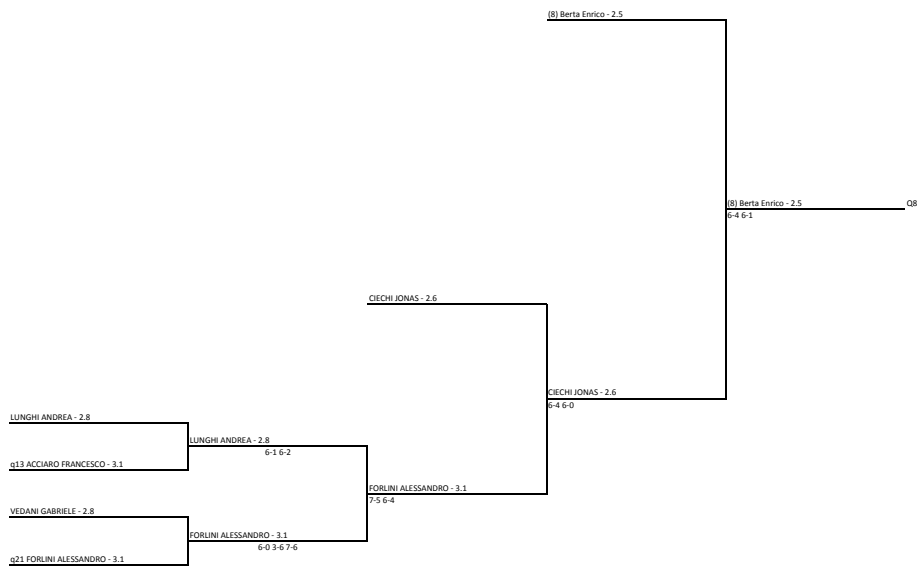 (8) Berta Enrico - 2.5
(8) Berta Enrico - 2.5
Q8
6-4 6-1
CIECHI JONAS - 2.6
CIECHI JONAS - 2.6
6-4 6-0
LUNGHI ANDREA - 2.8
LUNGHI ANDREA - 2.8
6-1 6-2
q13 ACCIARO FRANCESCO - 3.1
FORLINI ALESSANDRO - 3.1
7-5 6-4
VEDANI GABRIELE - 2.8
FORLINI ALESSANDRO - 3.1
6-0 3-6 7-6
q21 FORLINI ALESSANDRO - 3.1